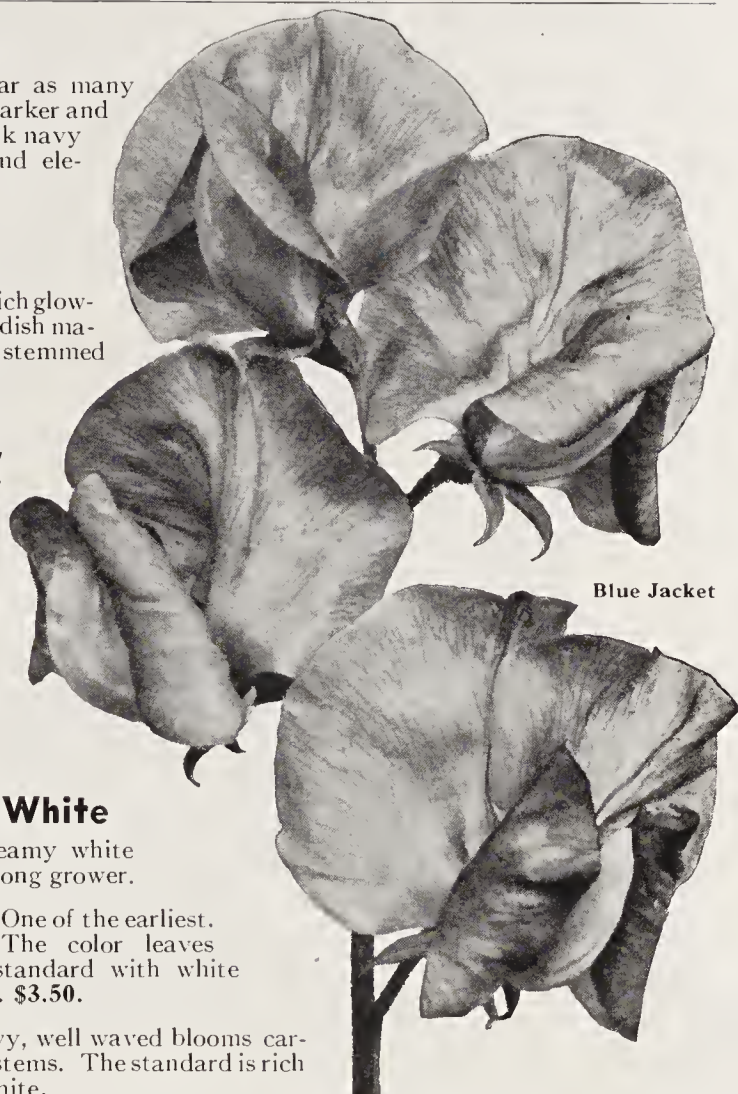 ar as many
arker and
k navy
nd ele-
ich glow-
dish ma-
stemmed
Blue Jacket
White
eamy white
ong grower.
One of the earliest.
The color leaves
standard with white
. $3.50.
vy, well waved blooms car-
stems. The standard is rich
hite.